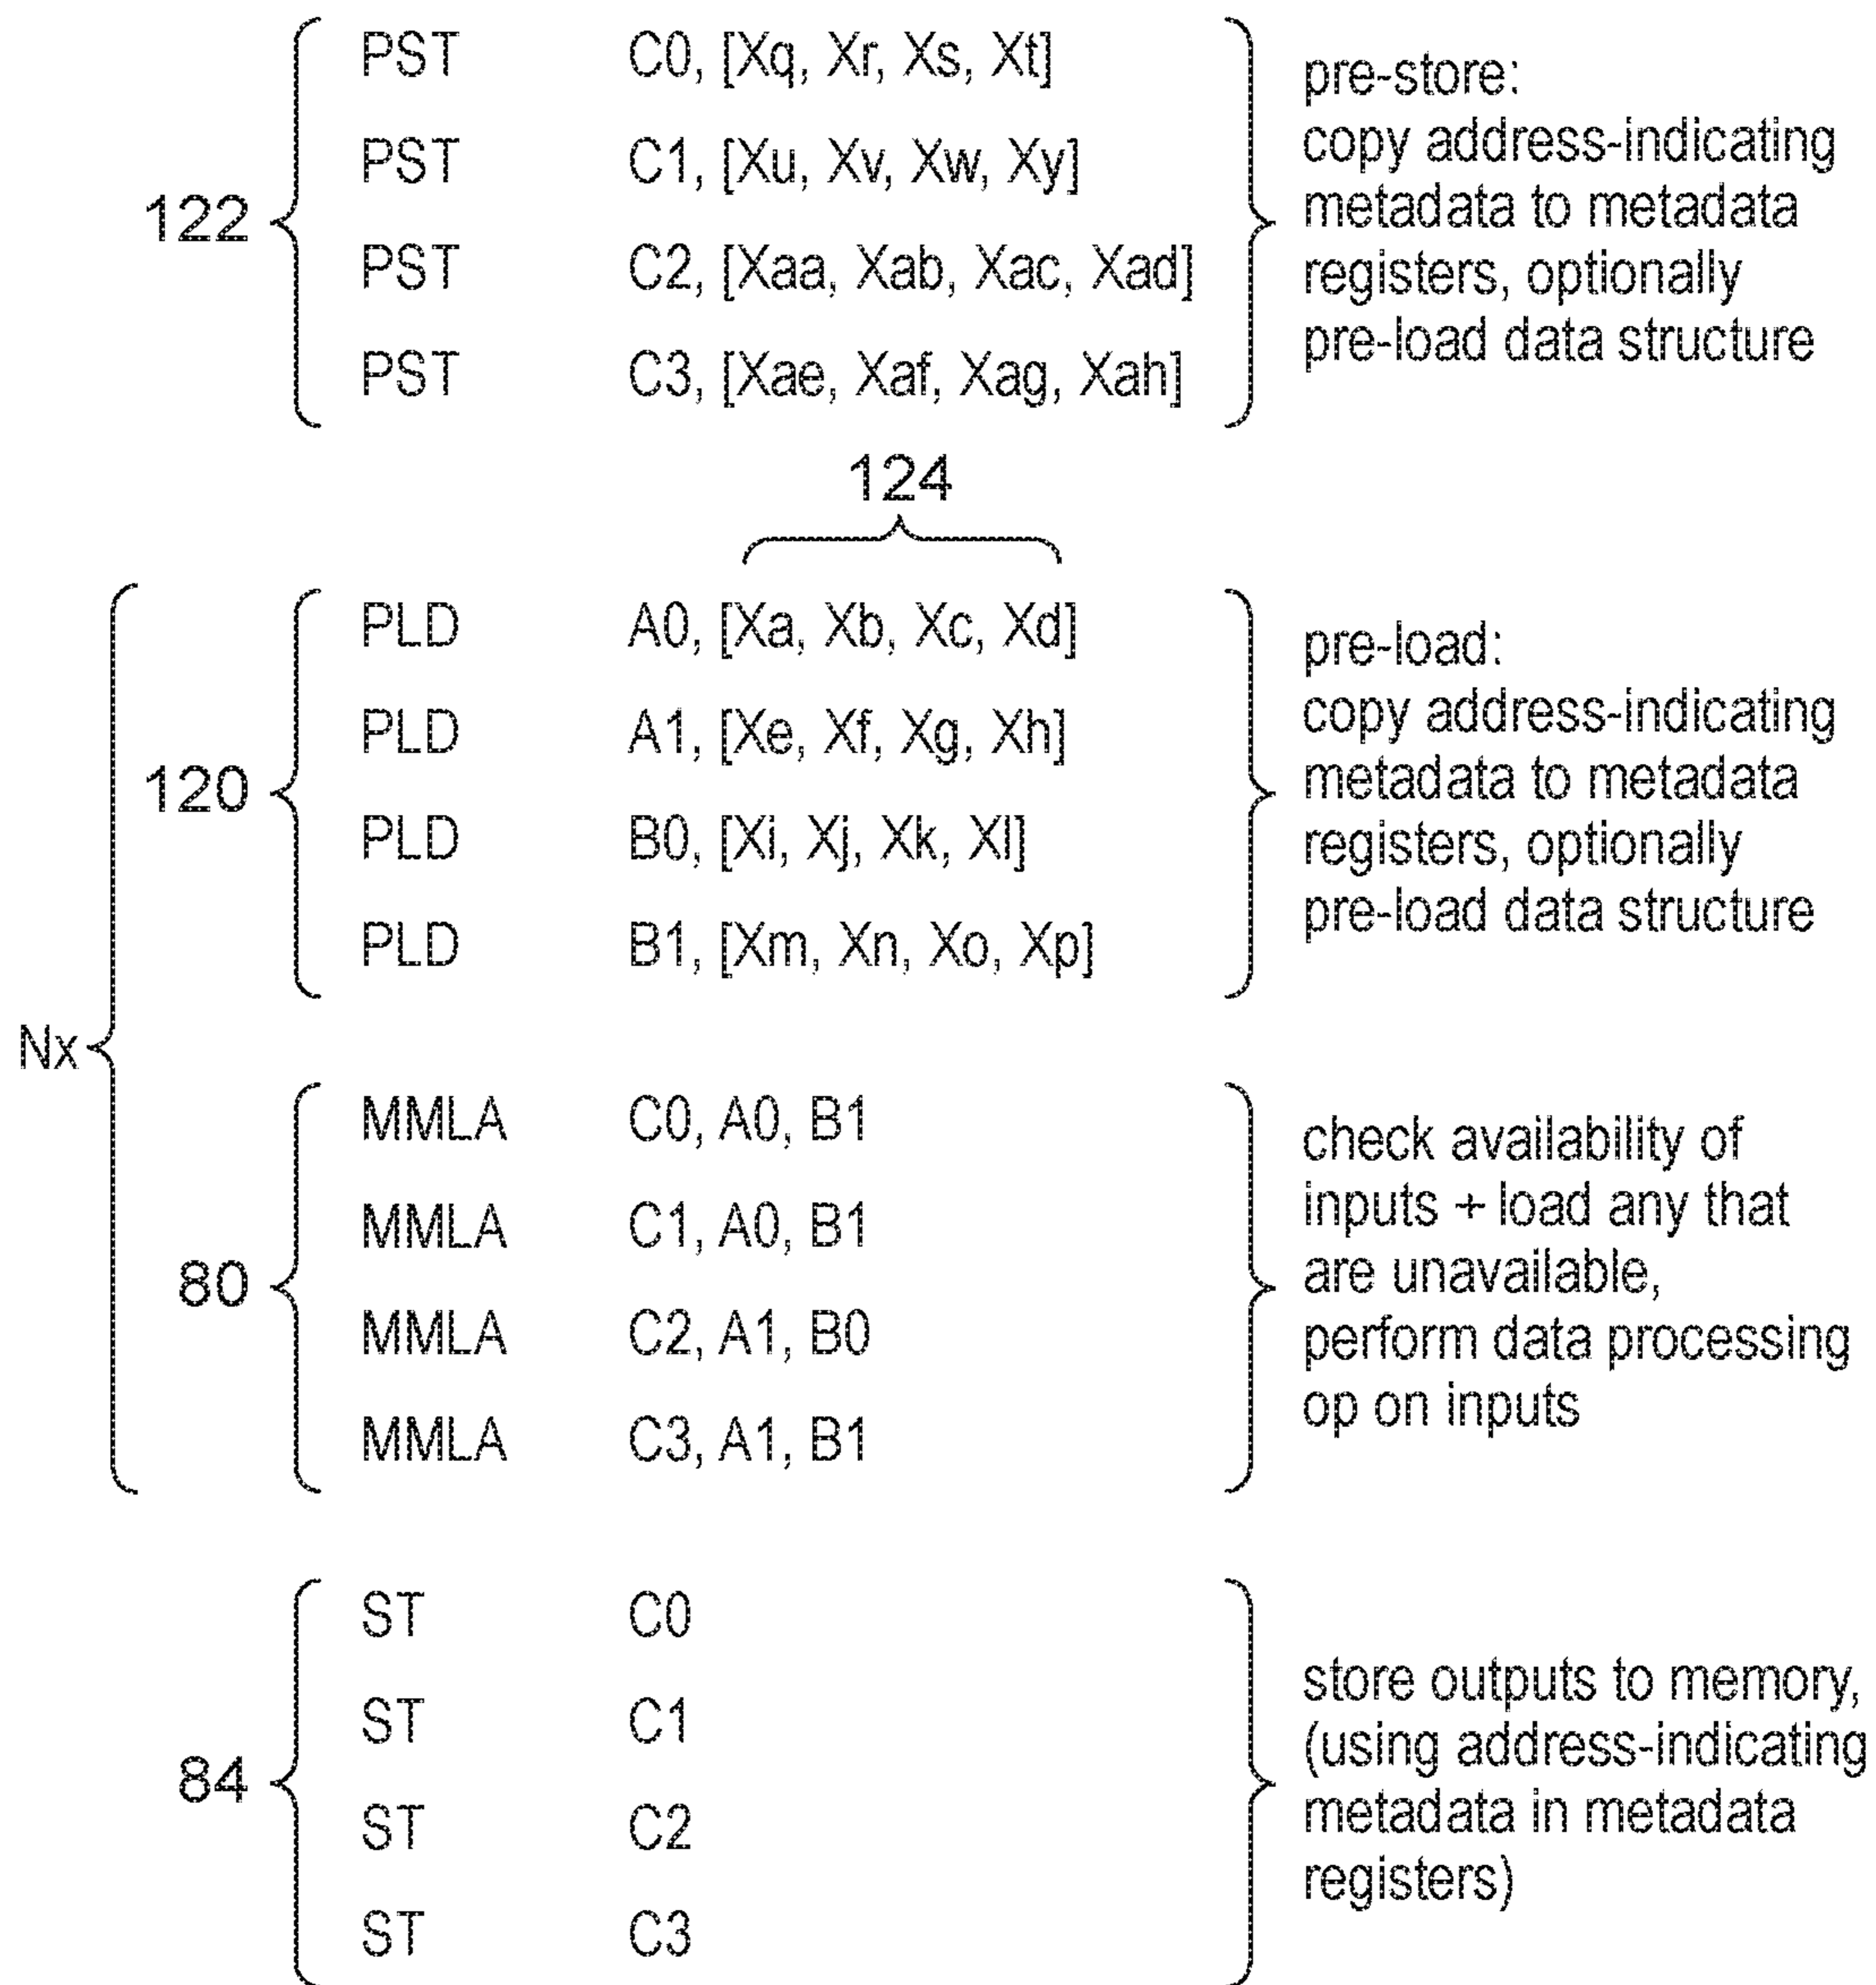 PST C0, [Xq, Xr, Xs, Xt]
PST C1, [Xu, Xv, Xw, Xy]
122
PST C2, [Xaa, Xab, Xac, Xad]
PST C3, [Xae, Xaf, Xag, Xah]
pre-store:
copy address-indicating
metadata to metadata
registers, optionally
pre-load data structure
124
Nx
PLD A0, [Xa, Xb, Xc, Xd]
PLD A1, [Xe, Xf, Xg, Xh]
120
PLD B0, [Xi, Xj, Xk, Xl]
PLD B1, [Xm, Xn, Xo, Xp]
pre-load:
copy address-indicating
metadata to metadata
registers, optionally
pre-load data structure
MMLA C0, A0, B1
MMLA C1, A0, B1
80
MMLA C2, A1, B0
MMLA C3, A1, B1
check availability of
inputs + load any that
are unavailable,
perform data processing
op on inputs
ST C0
ST C1
84
ST C2
ST C3
store outputs to memory,
(using address-indicating
metadata in metadata
registers)